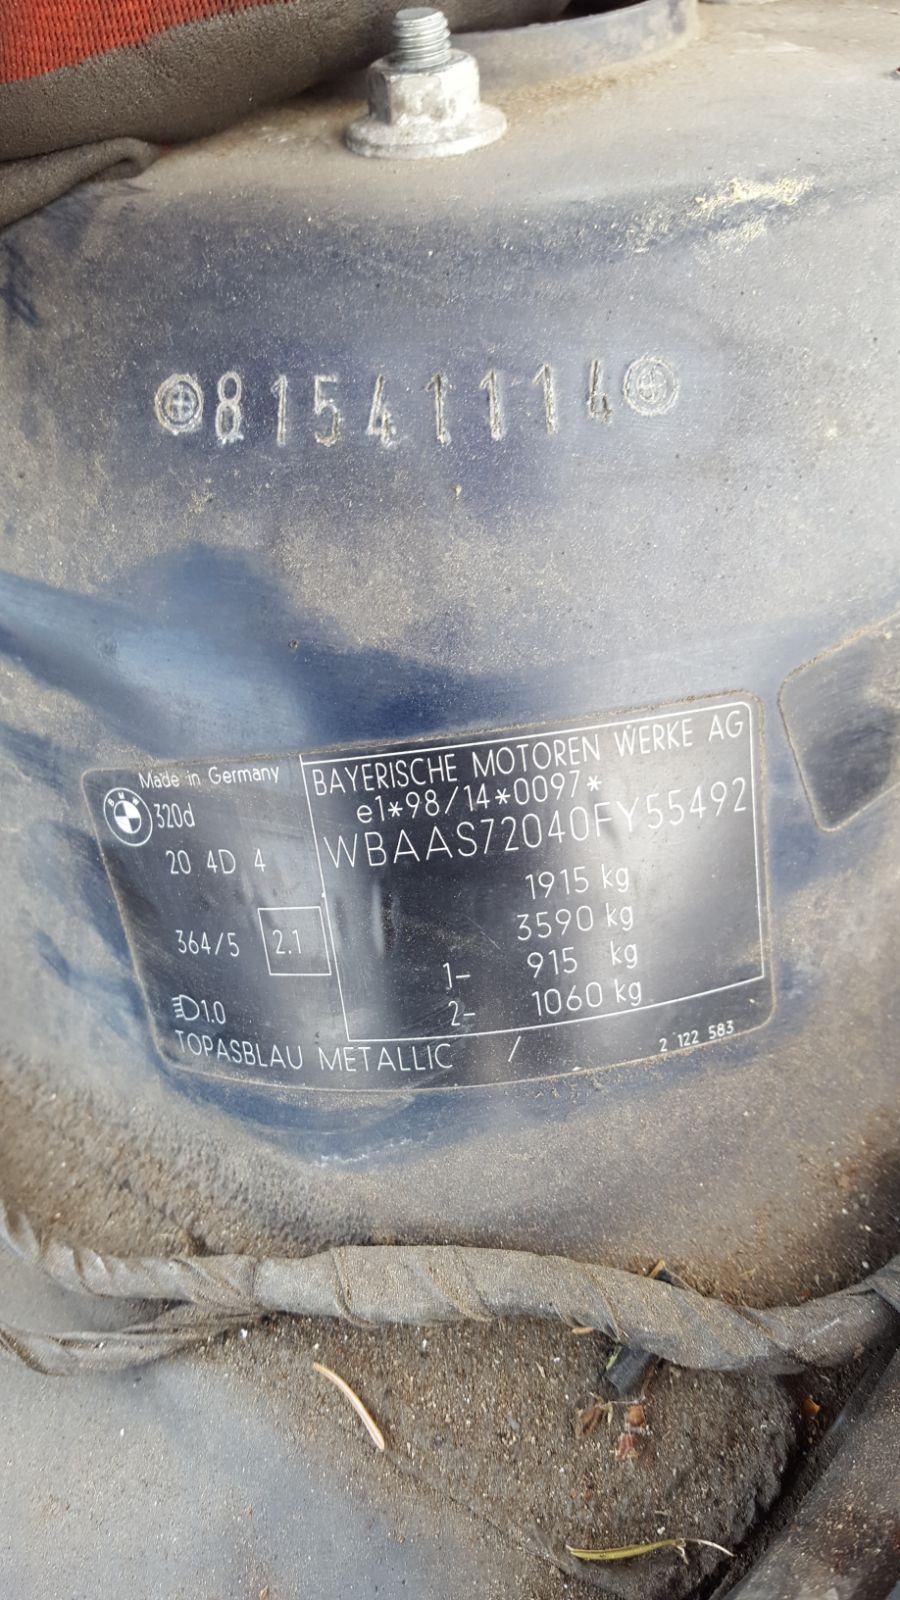 81541114
Made in Germany
BMW
320d
20 4D 4
364/5 2.1
1.0
TOPASBLAU METALLIC /
BAYERISCHE MOTOREN WERKE AG
e1*98/14*0097*
WBAAS72040FY55492
1915 kg
3590 kg
1- 915 kg
2- 1060 kg
2 122 583